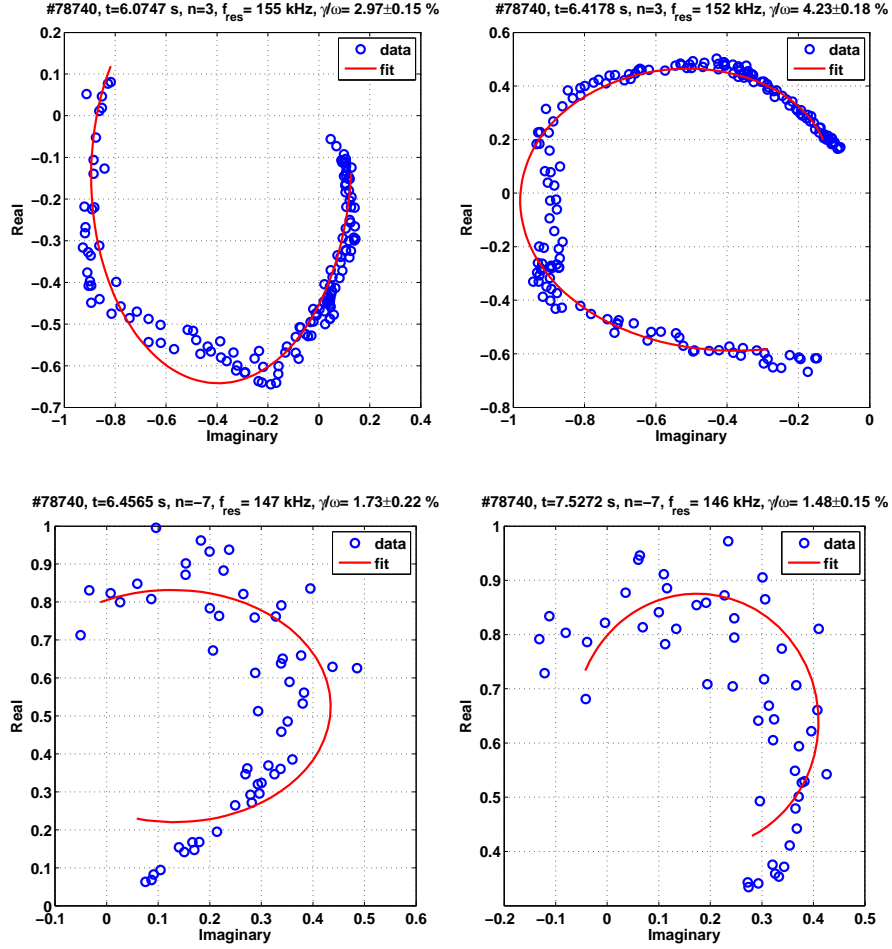 #78740, t=6.0747 s, n=3, f_res= 155 kHz, γ/ω= 2.97±0.15 %
0.2
0.1
0
−0.1
−0.2
−0.3
−0.4
−0.5
−0.6
−0.7
Real
data
fit
−1 −0.8 −0.6 −0.4 −0.2 0 0.2 0.4
Imaginary
#78740, t=6.4178 s, n=3, f_res= 152 kHz, γ/ω= 4.23±0.18 %
0.6
0.4
0.2
0
−0.2
−0.4
−0.6
−0.8
Real
data
fit
−1 −0.8 −0.6 −0.4 −0.2 0
Imaginary
#78740, t=6.4565 s, n=−7, f_res= 147 kHz, γ/ω= 1.73±0.22 %
1
0.9
0.8
0.7
0.6
0.5
0.4
0.3
0.2
0.1
0
Real
data
fit
−0.1 0 0.1 0.2 0.3 0.4 0.5 0.6
Imaginary
#78740, t=7.5272 s, n=−7, f_res= 146 kHz, γ/ω= 1.48±0.15 %
1
0.9
0.8
0.7
0.6
0.5
0.4
Real
data
fit
−0.2 −0.1 0 0.1 0.2 0.3 0.4 0.5
Imaginary